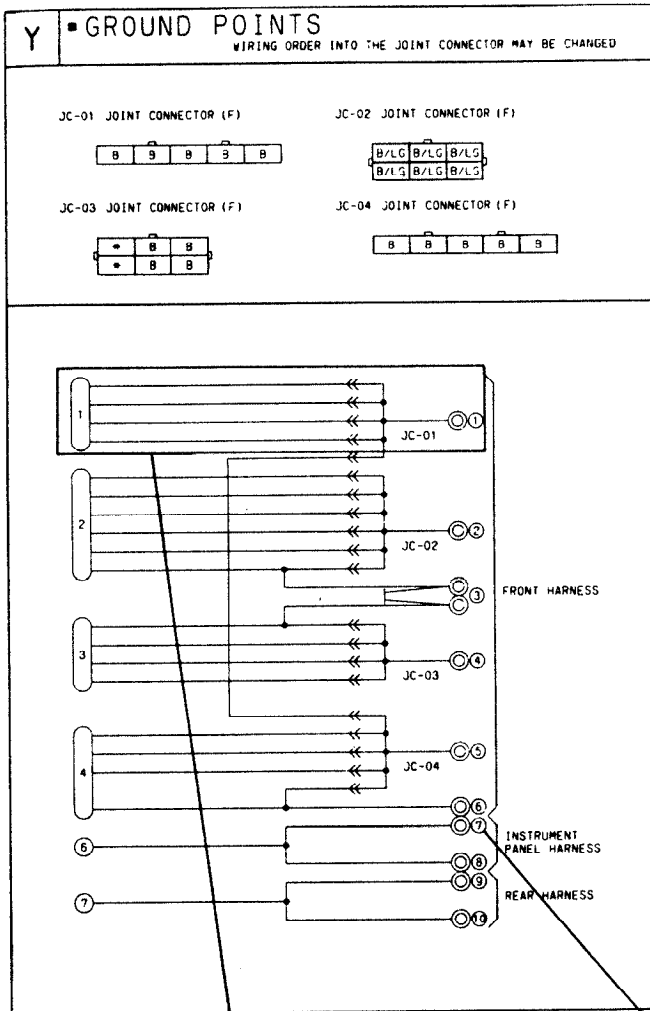 Y
GROUND POINTS
WIRING ORDER INTO THE JOINT CONNECTOR MAY BE CHANGED
JC-01 JOINT CONNECTOR (F)
B B B B B
JC-02 JOINT CONNECTOR (F)
B/LG B/LG B/LG
B/LG B/LG B/LG
JC-03 JOINT CONNECTOR (F)
* B B
* B B
JC-04 JOINT CONNECTOR (F)
B B B B B
1
JC-01
1
2
JC-02
2
3
FRONT HARNESS
3
JC-03
4
4
JC-04
5
6
6
7
INSTRUMENT
PANEL HARNESS
8
7
9
REAR HARNESS
10